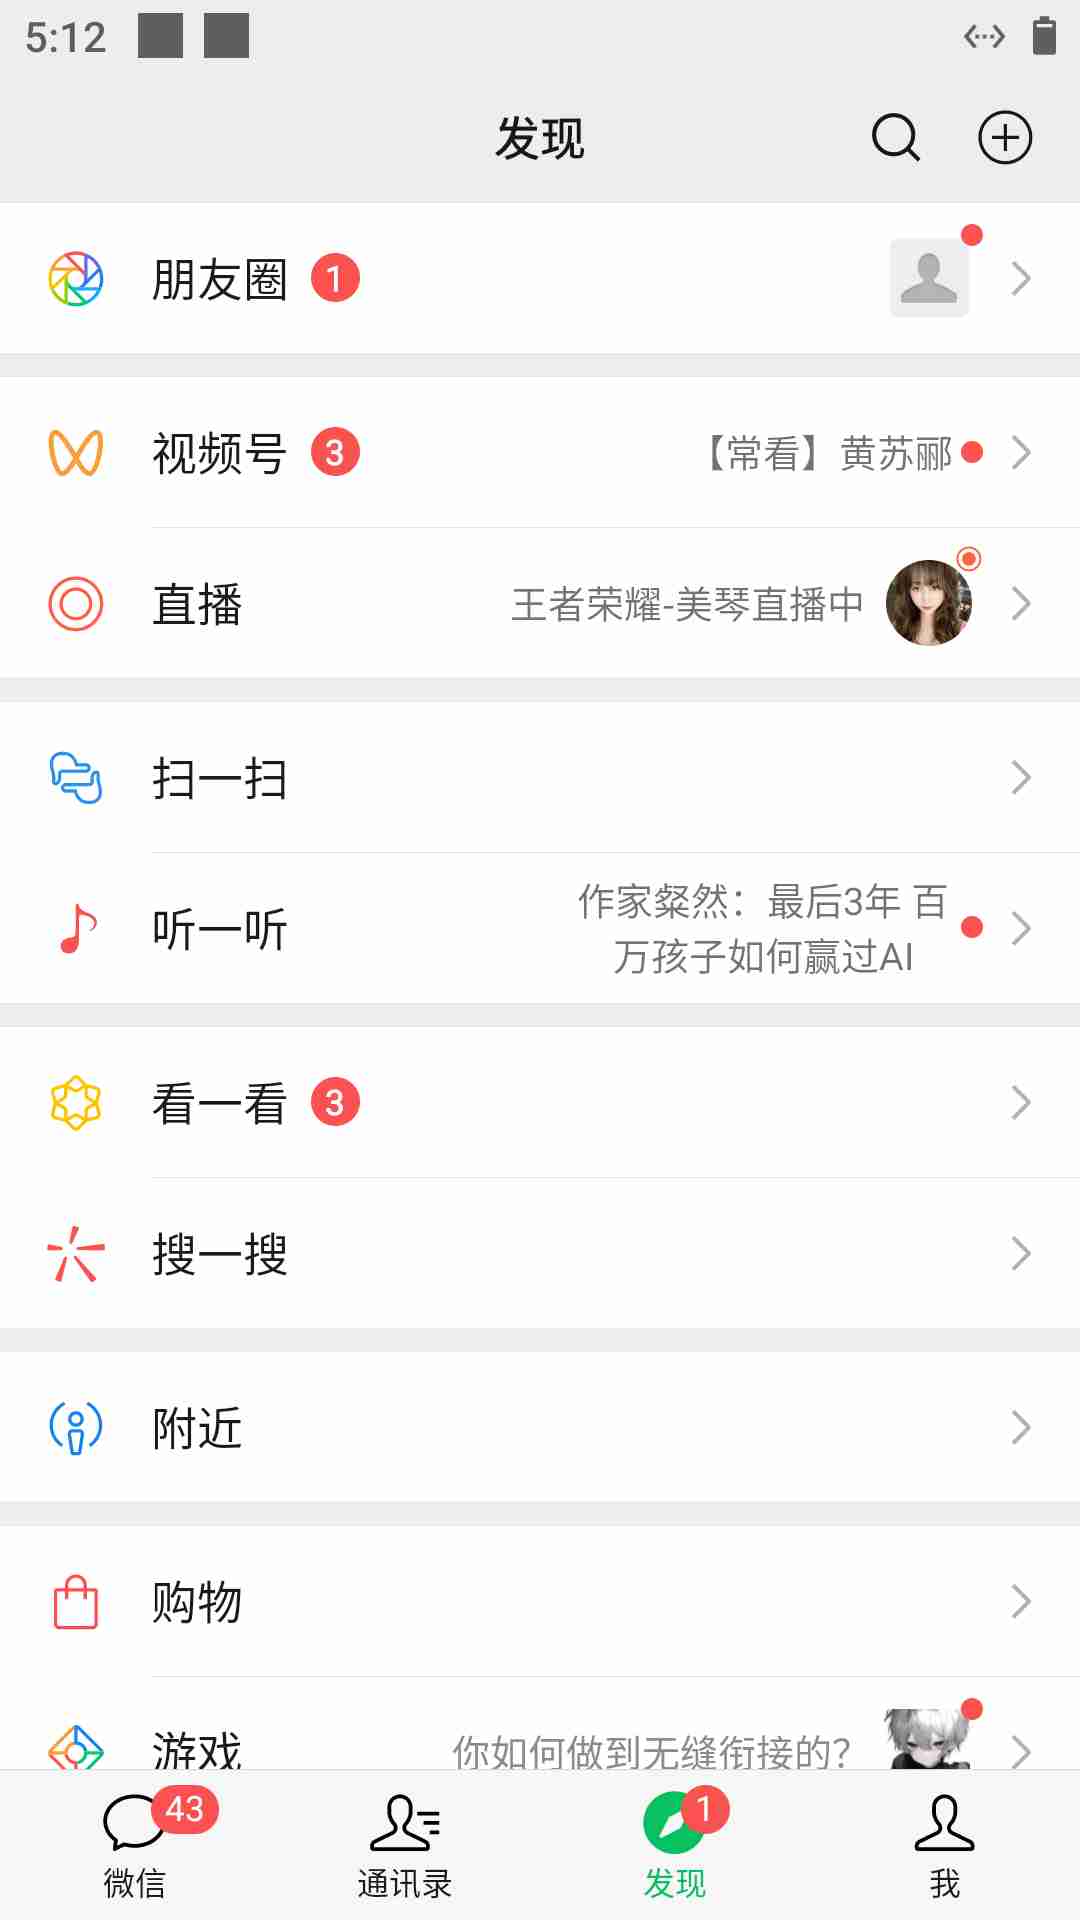 5:12
发现
朋友圈 1
视频号 3 【常看】黄苏郦
直播 王者荣耀-美琴直播中
扫一扫
听一听 作家粲然：最后3年 百
万孩子如何赢过AI
看一看 3
搜一搜
附近
购物
游戏 你如何做到无缝衔接的？
43 1
微信 通讯录 发现 我